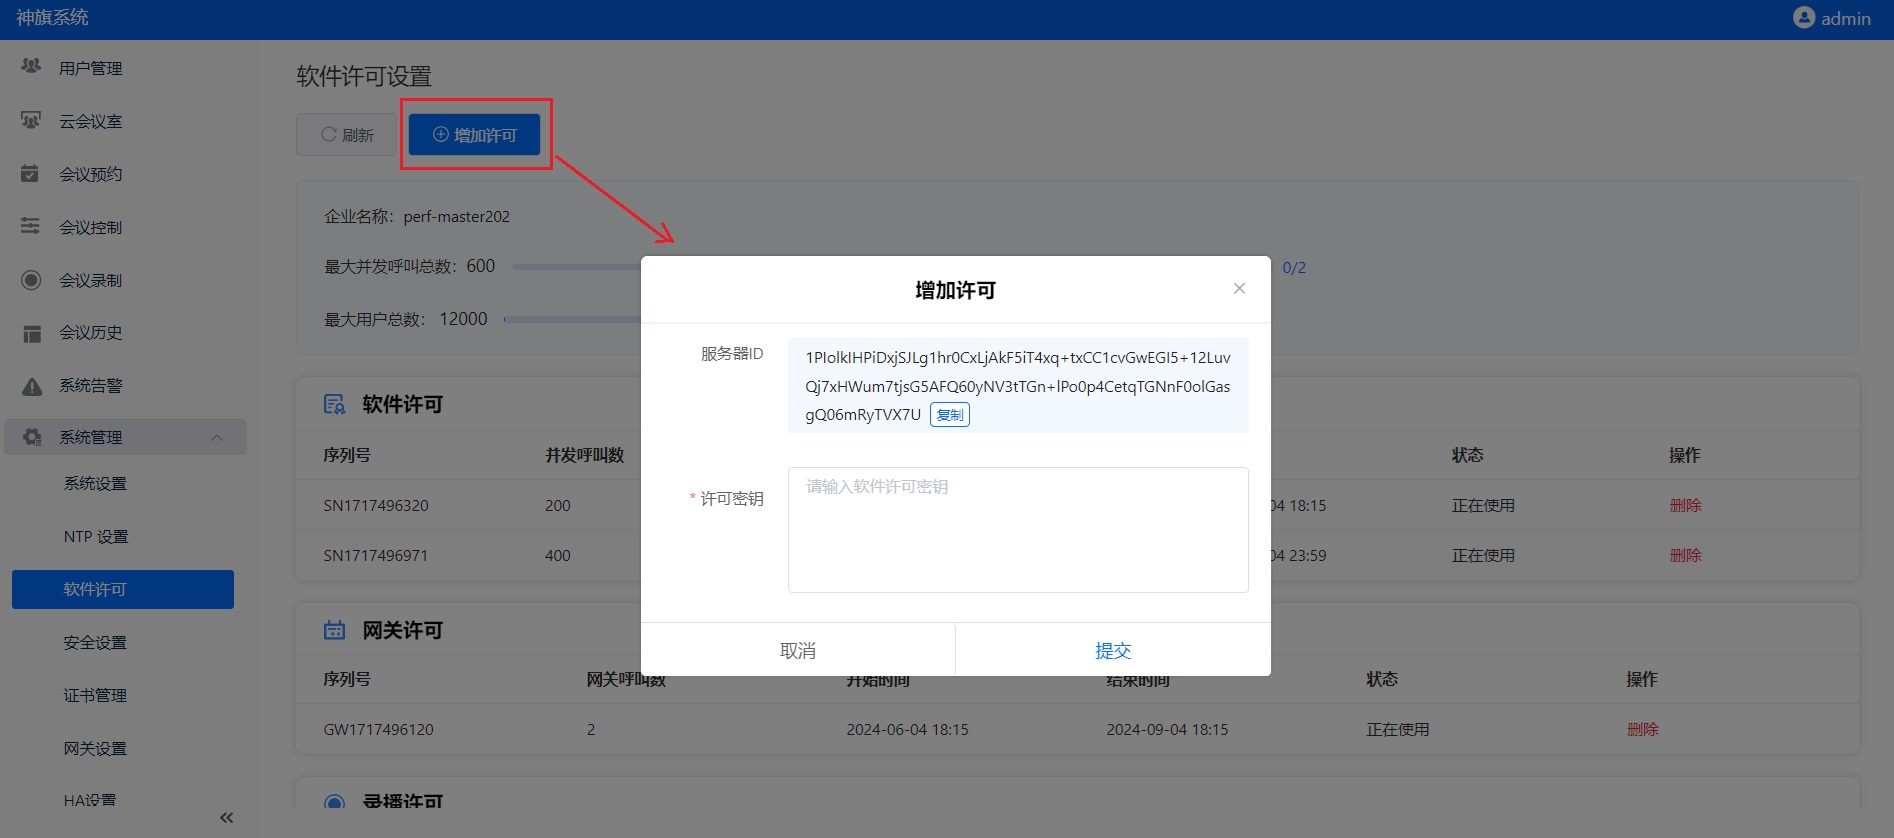 神旗系统
admin
用户管理
云会议室
会议预约
会议控制
会议录制
会议历史
系统告警
系统管理
系统设置
NTP 设置
软件许可
安全设置
证书管理
网关设置
HA设置
软件许可设置
刷新
增加许可
企业名称：perf-master202
最大并发呼叫总数：600
0/2
最大用户总数： 12000
增加许可
服务器ID
1PIolkIHPiDxjSJLg1hr0CxLjAkF5iT4xq+txCC1cvGwEGI5+12Luv
Qj7xHWum7tjsG5AFQ60yNV3tTGn+lPo0p4CetqTGNnF0olGas
gQ06mRyTVX7U 复制
* 许可密钥
请输入软件许可密钥
取消 提交
软件许可
序列号 并发呼叫数 状态 操作
SN1717496320 200 04 18:15 正在使用 删除
SN1717496971 400 04 23:59 正在使用 删除
网关许可
序列号 网关呼叫数 开始时间 结束时间 状态 操作
GW1717496120 2 2024-06-04 18:15 2024-09-04 18:15 正在使用 删除
录播许可